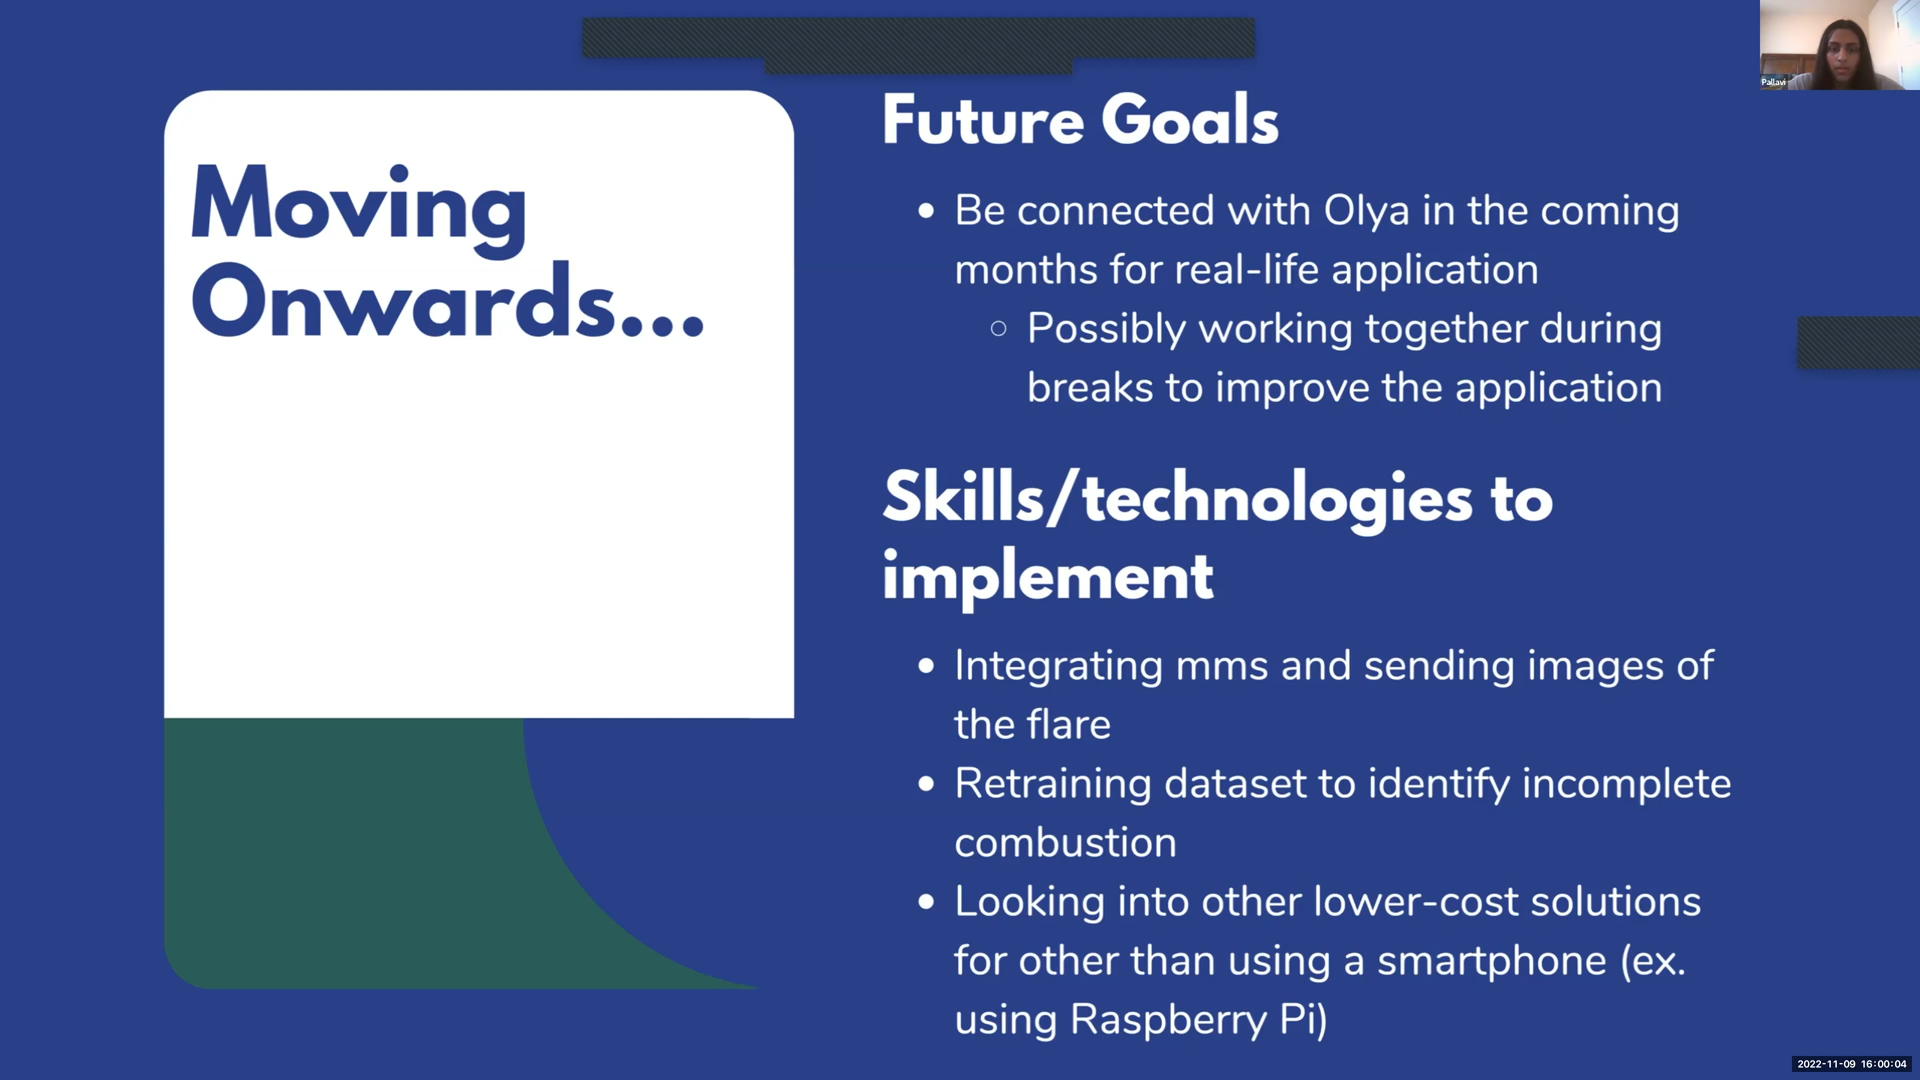 Moving
Onwards...
Future Goals
Be connected with Olya in the coming
months for real-life application
Possibly working together during
breaks to improve the application
Skills/technologies to
implement
Integrating mms and sending images of
the flare
Retraining dataset to identify incomplete
combustion
Looking into other lower-cost solutions
for other than using a smartphone (ex.
using Raspberry Pi)
Pallavi
2022-11-09 16:00:04